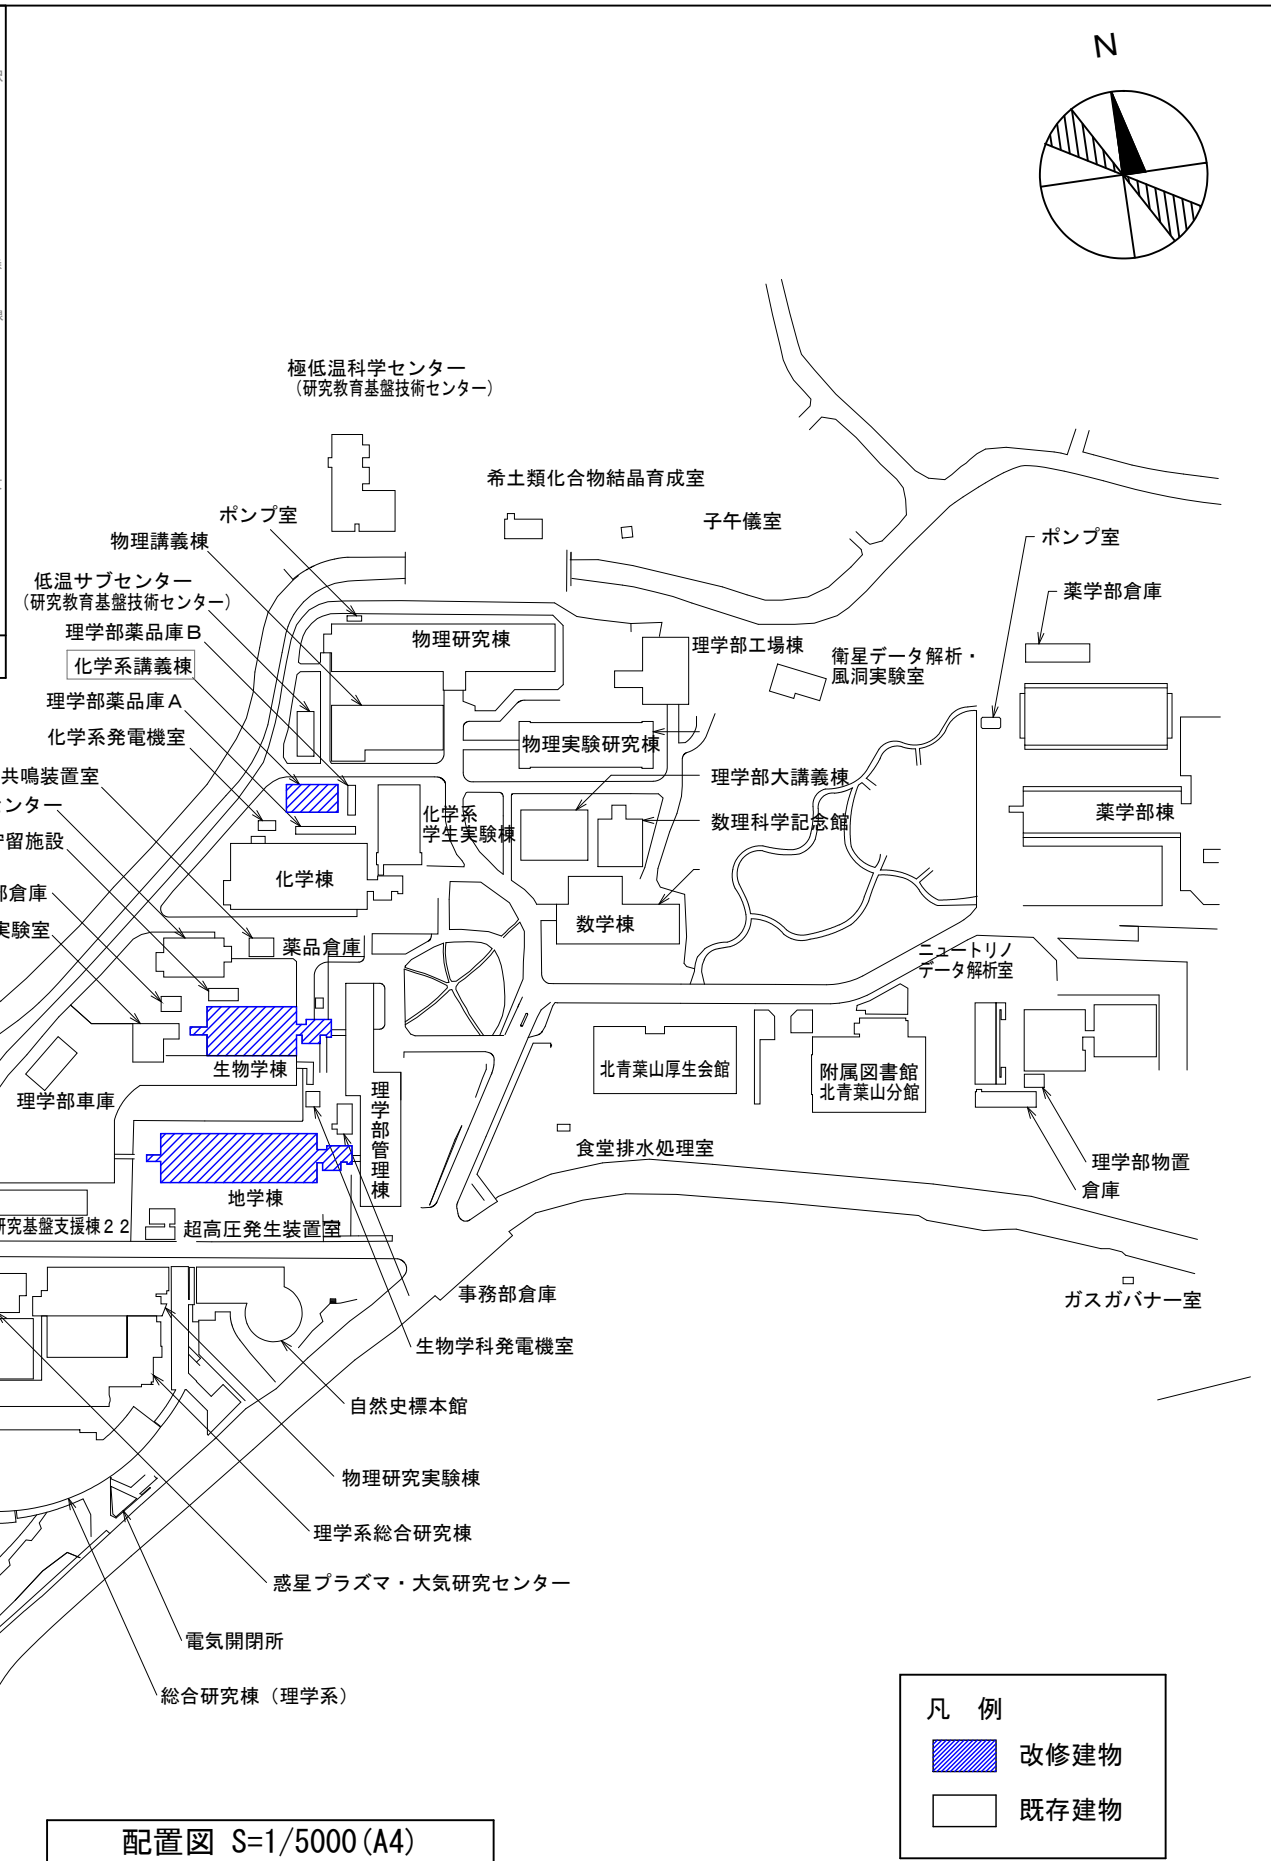 N
極低温科学センター
(研究教育基盤技術センター)
希土類化合物結晶育成室
ポンプ室
子午儀室
物理講義棟
ポンプ室
低温サブセンター
(研究教育基盤技術センター)
薬学部倉庫
理学部薬品庫B
物理研究棟
理学部工場棟
化学系講義棟
衛星データ解析・
風洞実験室
理学部薬品庫A
化学系発電機室
物理実験研究棟
共鳴装置室
理学部大講義棟
センター
化学系
学生実験棟
数理科学記念館
薬学部棟
貯留施設
化学棟
部倉庫
数学棟
実験室
薬品倉庫
ニュートリノ
データ解析室
生物学棟
北青葉山厚生会館
附属図書館
北青葉山分館
理学部車庫
理学部管理棟
食堂排水処理室
理学部物置
地学棟
倉庫
研究基盤支援棟22
超高圧発生装置室
事務部倉庫
ガスガバナー室
生物学科発電機室
自然史標本館
物理研究実験棟
理学系総合研究棟
惑星プラズマ・大気研究センター
電気開閉所
総合研究棟(理学系)
凡 例
改修建物
既存建物
配置図 S=1/5000(A4)